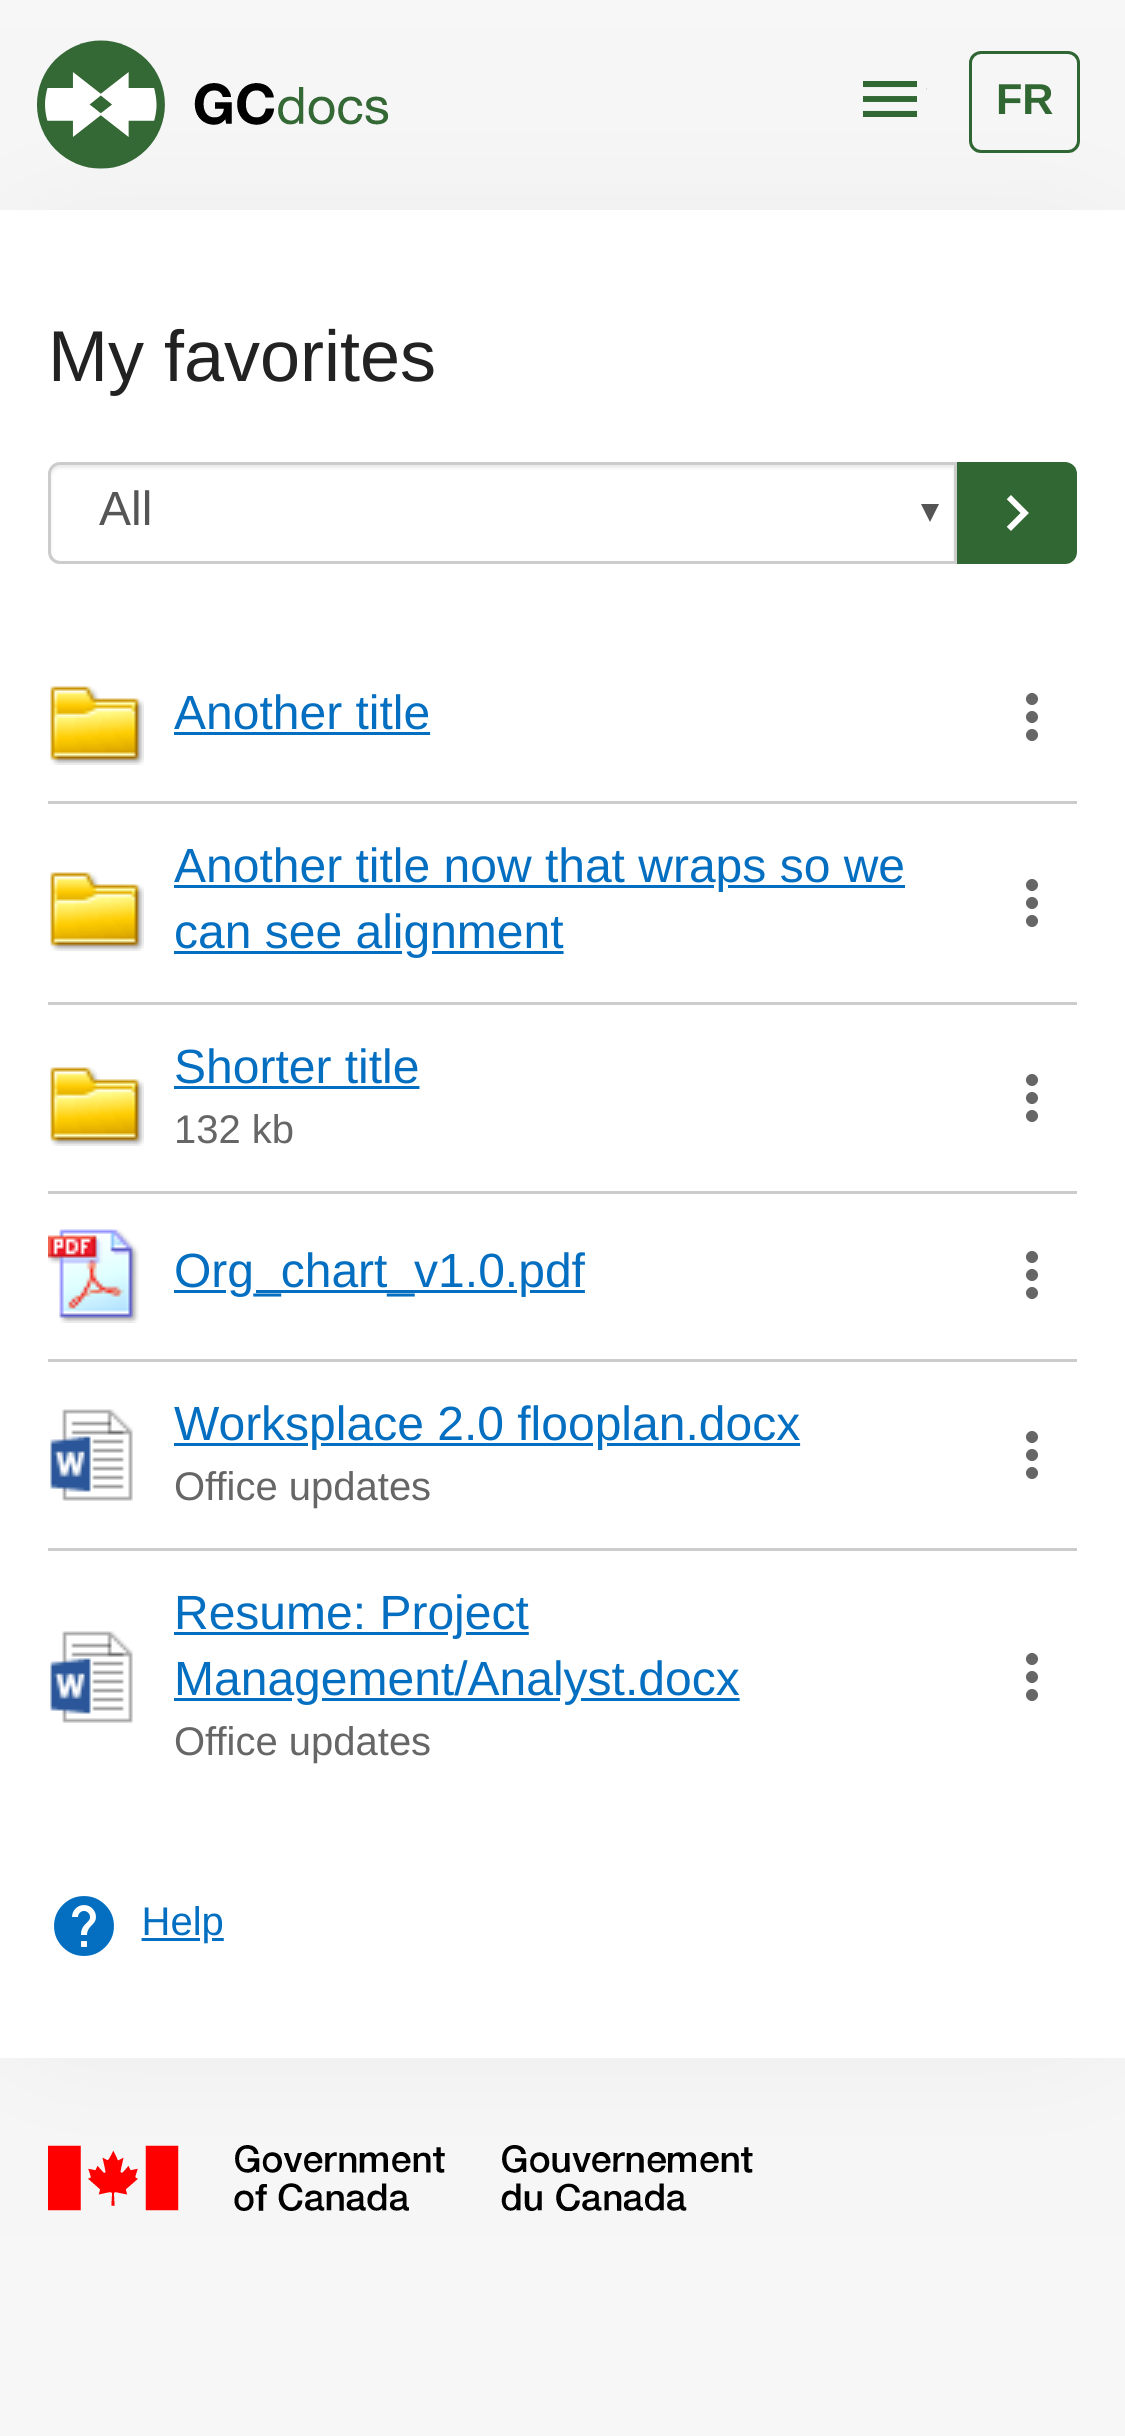 GCdocs
FR
My favorites
All
Another title
Another title now that wraps so we
can see alignment
Shorter title
132 kb
PDF
Org_chart_v1.0.pdf
W
Worksplace 2.0 flooplan.docx
Office updates
W
Resume: Project
Management/Analyst.docx
Office updates
? Help
Government
of Canada
Gouvernement
du Canada